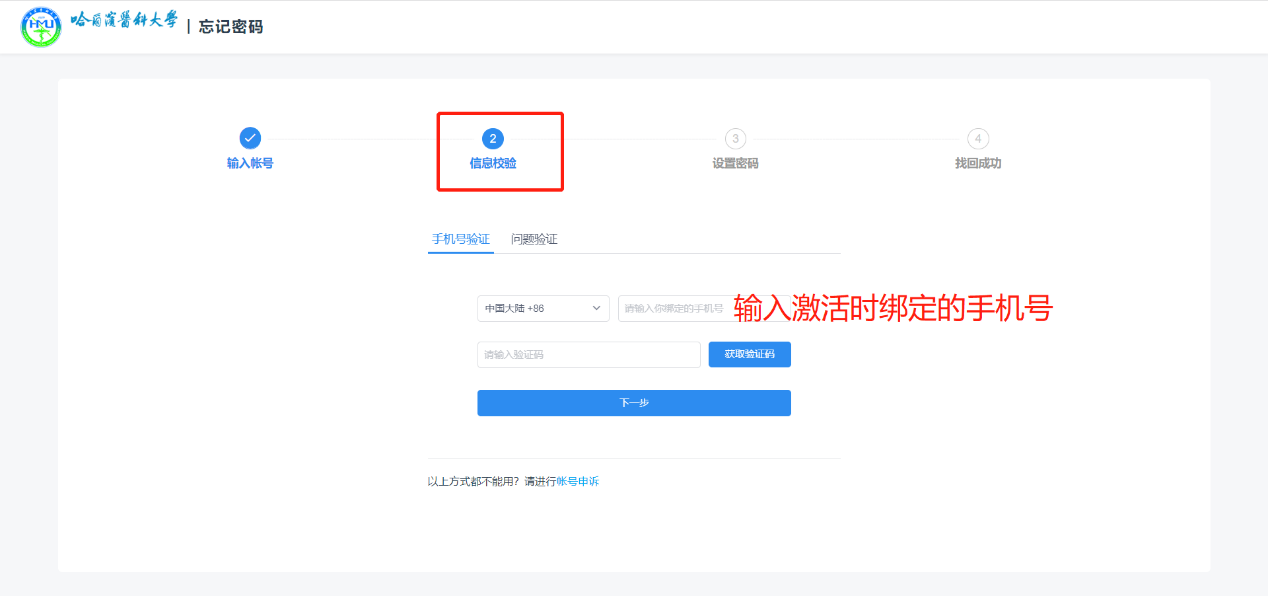 HMU
哈爾濱醫科大學 | 忘记密码
2
3
4
输入帐号
信息校验
设置密码
找回成功
手机号验证
问题验证
中国大陆 +86
请输入你绑定的手机号
输入激活时绑定的手机号
请输入验证码
获取验证码
下一步
以上方式都不能用？请进行帐号申诉